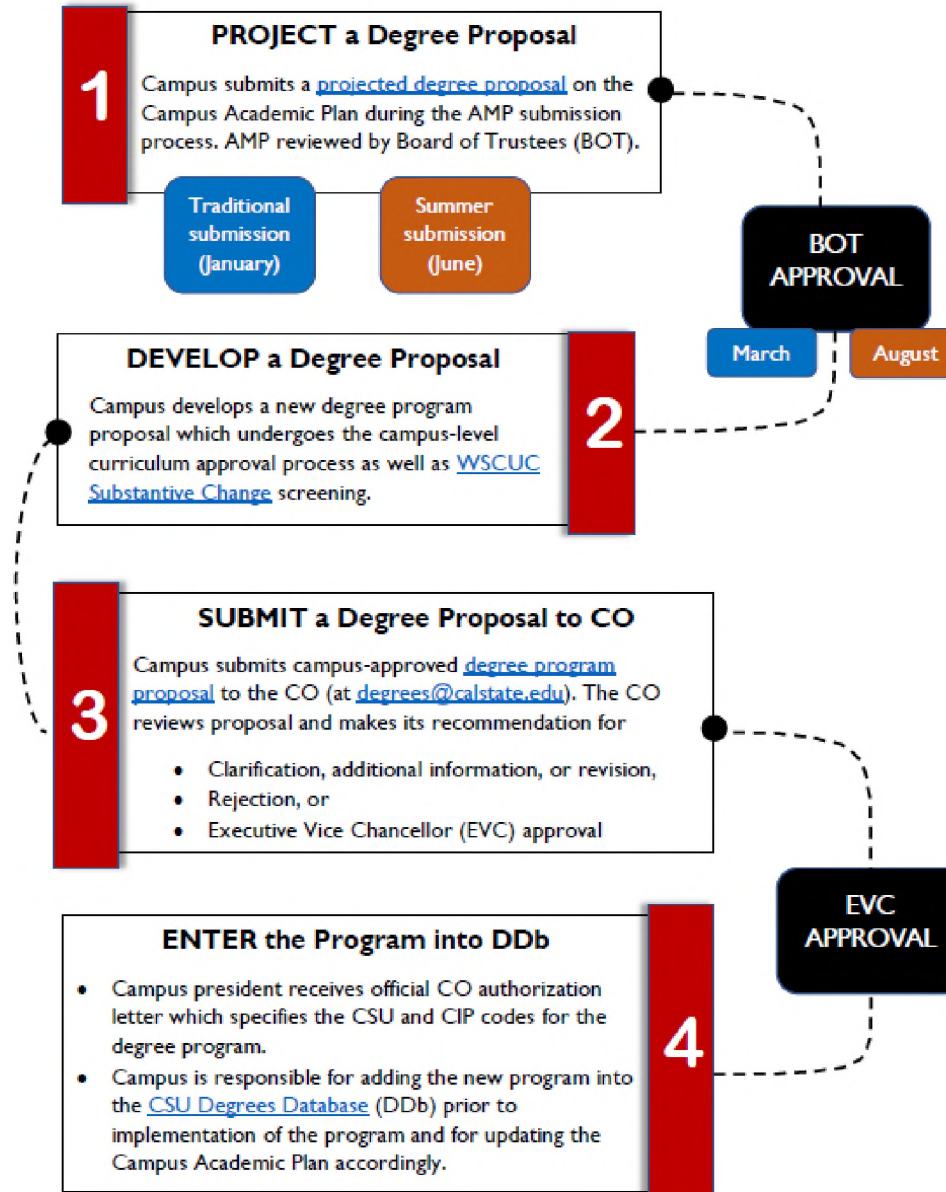 1
PROJECT a Degree Proposal
Campus submits a projected degree proposal on the
Campus Academic Plan during the AMP submission
process. AMP reviewed by Board of Trustees (BOT).
Traditional
submission
(January)
Summer
submission
(June)
BOT
APPROVAL
March
August
2
DEVELOP a Degree Proposal
Campus develops a new degree program
proposal which undergoes the campus-level
curriculum approval process as well as WSCUC
Substantive Change screening.
3
SUBMIT a Degree Proposal to CO
Campus submits campus-approved degree program
proposal to the CO (at degrees@calstate.edu). The CO
reviews proposal and makes its recommendation for
• Clarification, additional information, or revision,
• Rejection, or
• Executive Vice Chancellor (EVC) approval
EVC
APPROVAL
4
ENTER the Program into DDb
• Campus president receives official CO authorization
letter which specifies the CSU and CIP codes for the
degree program.
• Campus is responsible for adding the new program into
the CSU Degrees Database (DDb) prior to
implementation of the program and for updating the
Campus Academic Plan accordingly.